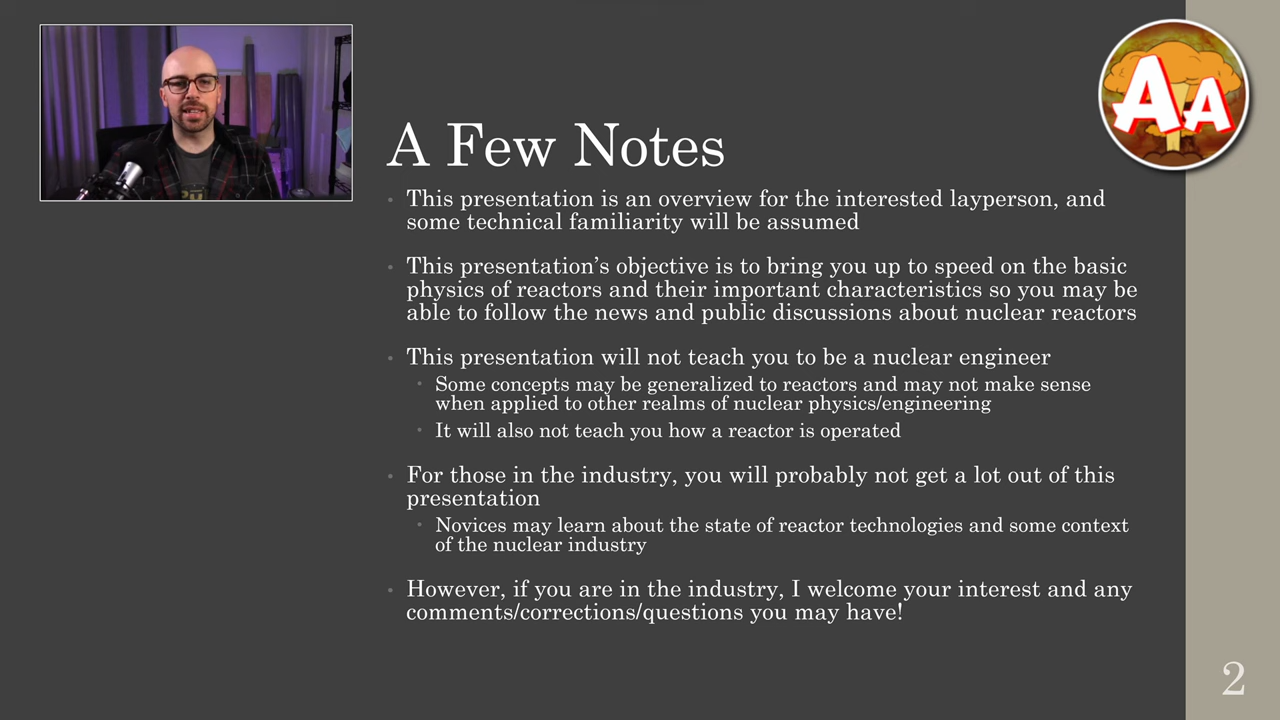 AA
A Few Notes
This presentation is an overview for the interested layperson, and
some technical familiarity will be assumed
This presentation's objective is to bring you up to speed on the basic
physics of reactors and their important characteristics so you may be
able to follow the news and public discussions about nuclear reactors
This presentation will not teach you to be a nuclear engineer
Some concepts may be generalized to reactors and may not make sense
when applied to other realms of nuclear physics/engineering
It will also not teach you how a reactor is operated
For those in the industry, you will probably not get a lot out of this
presentation
Novices may learn about the state of reactor technologies and some context
of the nuclear industry
However, if you are in the industry, I welcome your interest and any
comments/corrections/questions you may have!
2